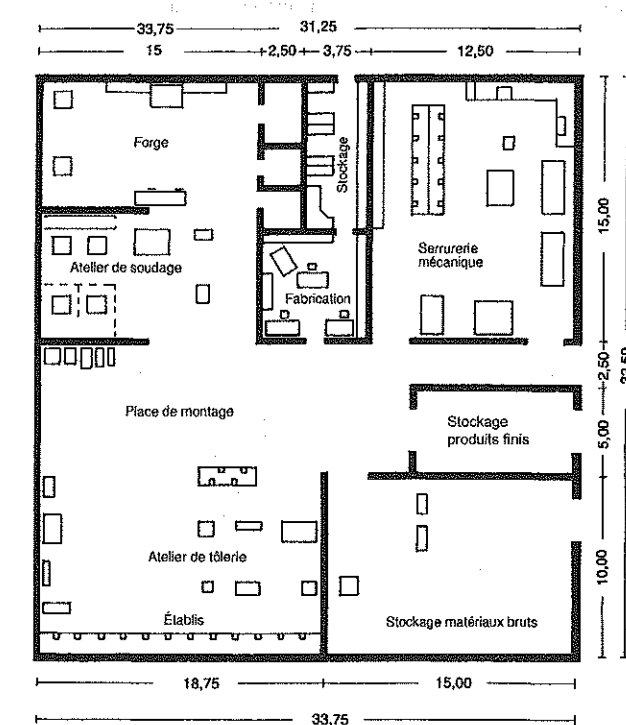 33,75
31,25
15
2,50
3,75
12,50
Forge
Stockage
15,00
Serrurerie
mécanique
Atelier de soudage
Fabrication
2,50
Place de montage
Stockage
produits finis
5,00
Atelier de tôlerie
10,00
Établis
Stockage matériaux bruts
18,75
15,00
33,75